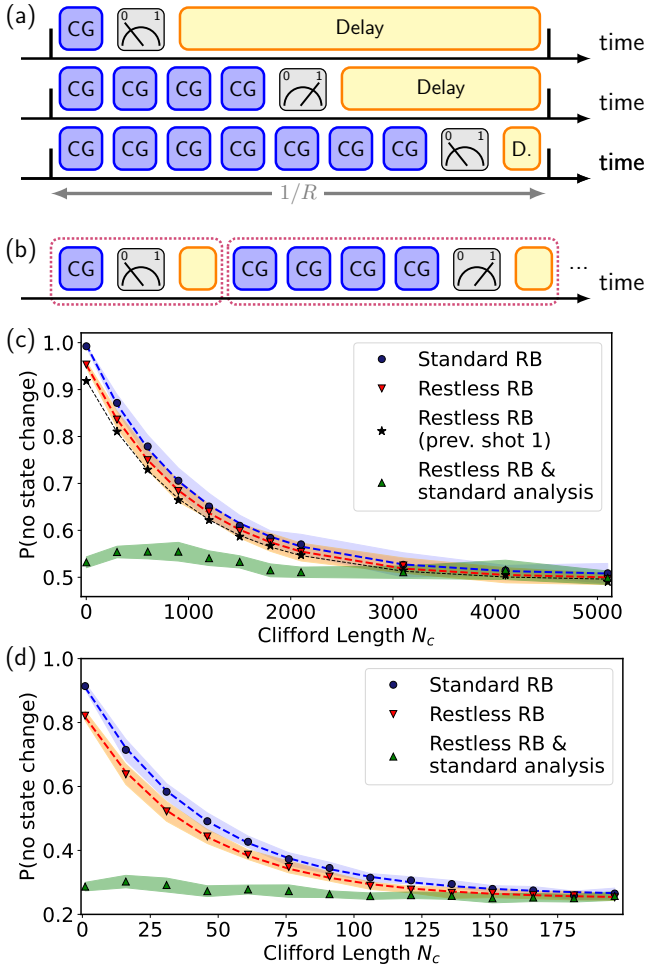 (a)
CG
0 1
Delay
time
CG CG CG CG
0 1
Delay
time
CG CG CG CG CG CG CG
0 1
D.
time
1/R
(b)
CG
0 1
CG CG CG CG
0 1
...
time
(c)
P(no state change)
1.0
0.9
0.8
0.7
0.6
0.5
Standard RB
Restless RB
Restless RB
(prev. shot 1)
Restless RB &
standard analysis
0 1000 2000 3000 4000 5000
Clifford Length N_c
(d)
P(no state change)
1.0
0.8
0.6
0.4
0.2
Standard RB
Restless RB
Restless RB &
standard analysis
0 25 50 75 100 125 150 175
Clifford Length N_c